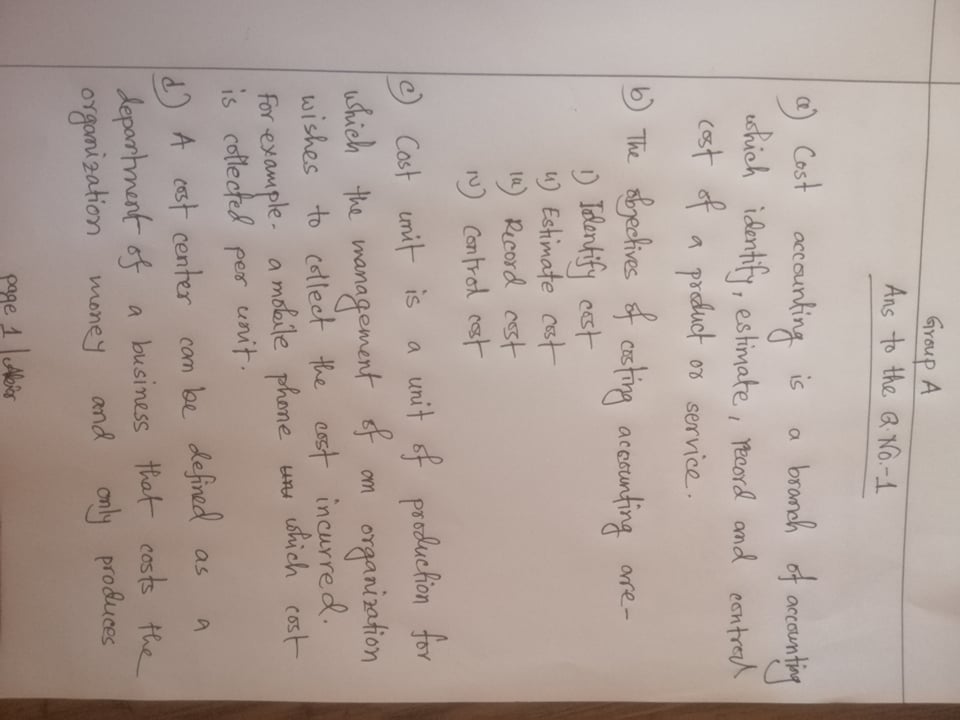 Group A
Ans to the Q.No.-1
a) Cost accounting is a branch of accounting
which identify, estimate, record and control
cost of a product or service.
b) The objectives of costing accounting are-
i) Identify cost
ii) Estimate cost
iii) Record cost
iv) Control cost
c) Cost unit is a unit of production for
which the management of an organization
wishes to collect the cost incurred.
For example- a mobile phone which cost
is collected per unit.
d) A cost center can be defined as a
department of a business that costs the
organization money and only produces
page 1 |